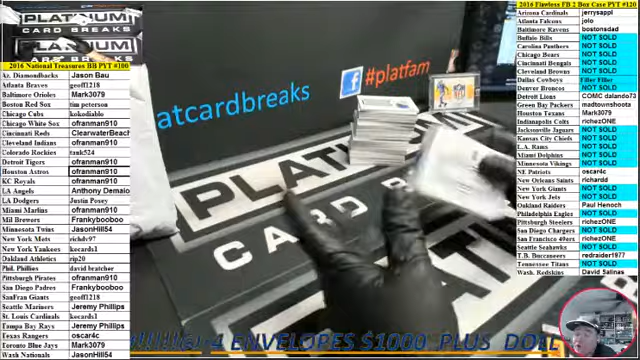 PLATINUM
CARD BREAKS
2016 National Treasures BB PYT #100
Az. Diamondbacks Jason Bau
Atlanta Braves geoff1218
Baltimore Orioles Mark3079
Boston Red Sox tim peterson
Chicago Cubs kokodiablo
Chicago White Sox ofranman910
Cincinnati Reds ClearwaterBeach
Cleveland Indians ofranman910
Colorado Rockies tank524
Detroit Tigers ofranman910
Houston Astros ofranman910
KC Royals ofranman910
LA Angels Anthony Demaio
LA Dodgers Justin Posey
Miami Marlins ofranman910
Mil Brewers Frankybooboo
Minnesota Twins JasonHill54
New York Mets richdc97
New York Yankees kecards1
Oakland Athletics rip20
Phil. Phillies david bratcher
Pittsburgh Pirates ofranman910
San Diego Padres Frankybooboo
SanFran Giants geoff1218
Seattle Mariners Jeremy Phillips
St. Louis Cardinals kecards1
Tampa Bay Rays Jeremy Phillips
Texas Rangers oscar4c
Toronto Blue Jays Mark3079
Wash Nationals JasonHill54
atcardbreaks
f #platfam
PLATI
CARD B
2016 Flawless FB 2 Box Case PYT #120
Arizona Cardinals jerrysappi
Atlanta Falcons jolo
Baltimore Ravens bostonsdad
Buffalo Bills NOT SOLD
Carolina Panthers NOT SOLD
Chicago Bears NOT SOLD
Cincinnati Bengals NOT SOLD
Cleveland Browns NOT SOLD
Dallas Cowboys Filler Filler
Denver Broncos NOT SOLD
Detroit Lions COMC dalando73
Green Bay Packers madtownshoota
Houston Texans Mark3079
Indianapolis Colts richezONE
Jacksonville Jaguars NOT SOLD
Kansas City Chiefs NOT SOLD
L.A. Rams NOT SOLD
Miami Dolphins NOT SOLD
Minnesota Vikings NOT SOLD
NE Patriots oscar4c
New Orleans Saints richardd
New York Giants NOT SOLD
New York Jets NOT SOLD
Oakland Raiders Paul Henoch
Philadelphia Eagles NOT SOLD
Pittsburgh Steelers richezONE
San Diego Chargers NOT SOLD
San Francisco 49ers richezONE
Seattle Seahawks NOT SOLD
T.B. Buccaneers redraider1977
Tennessee Titans NOT SOLD
Wash. Redskins David Salinas
4 ENVELOPES $1000 PLUS DOLL